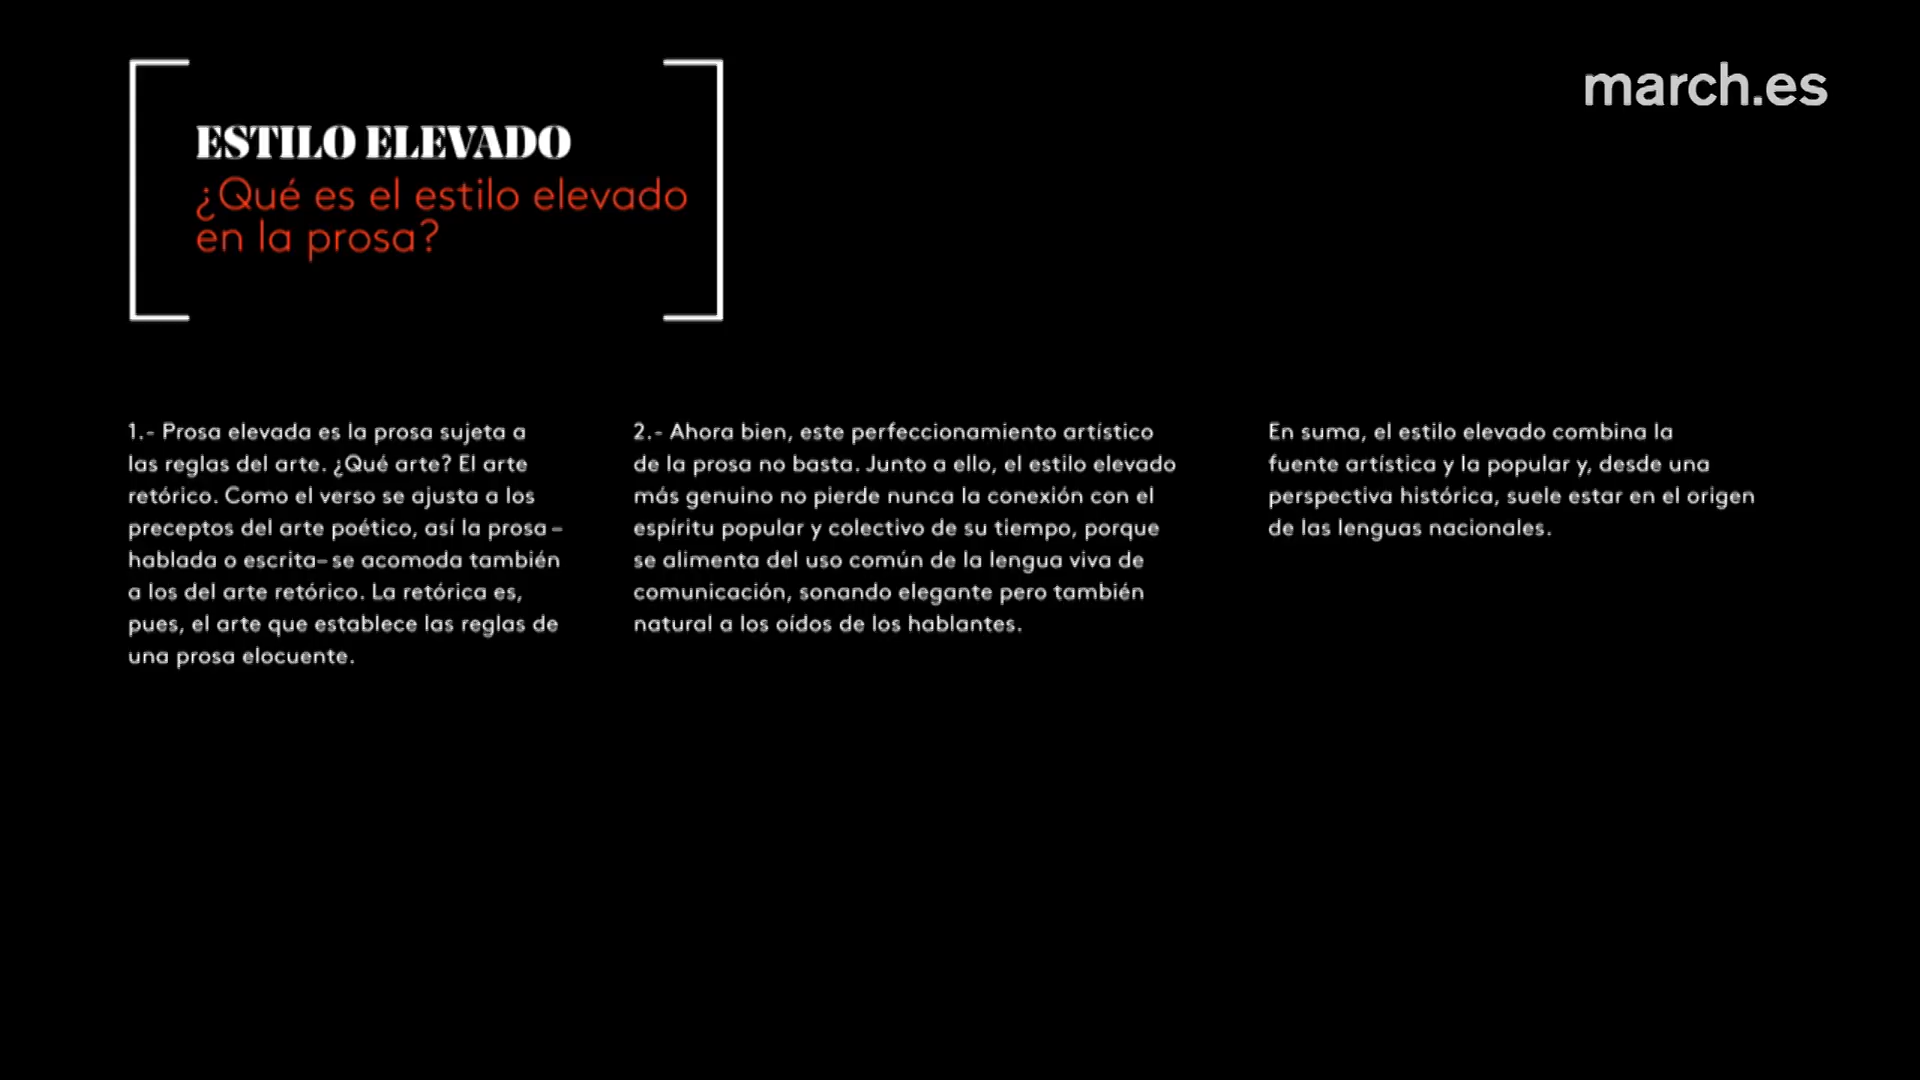 march.es
ESTILO ELEVADO
¿Qué es el estilo elevado
en la prosa?
1.- Prosa elevada es la prosa sujeta a
las reglas del arte. ¿Qué arte? El arte
retórico. Como el verso se ajusta a los
preceptos del arte poético, así la prosa –
hablada o escrita– se acomoda también
a los del arte retórico. La retórica es,
pues, el arte que establece las reglas de
una prosa elocuente.
2.- Ahora bien, este perfeccionamiento artístico
de la prosa no basta. Junto a ello, el estilo elevado
más genuino no pierde nunca la conexión con el
espíritu popular y colectivo de su tiempo, porque
se alimenta del uso común de la lengua viva de
comunicación, sonando elegante pero también
natural a los oídos de los hablantes.
En suma, el estilo elevado combina la
fuente artística y la popular y, desde una
perspectiva histórica, suele estar en el origen
de las lenguas nacionales.